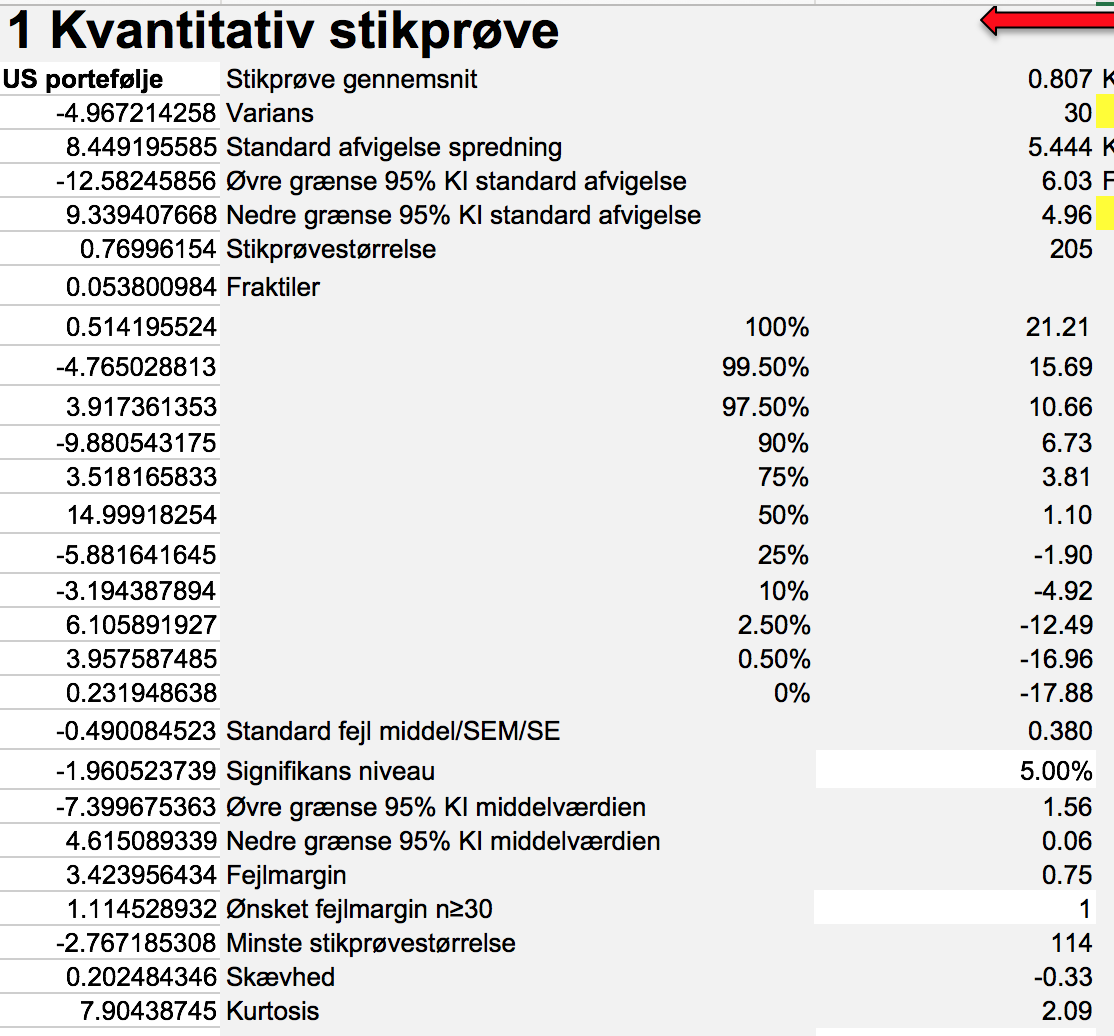 1 Kvantitativ stikprøve
US portefølje Stikprøve gennemsnit 0.807 K
-4.967214258 Varians 30
8.449195585 Standard afvigelse spredning 5.444 K
-12.58245856 Øvre grænse 95% KI standard afvigelse 6.03 F
9.339407668 Nedre grænse 95% KI standard afvigelse 4.96
0.76996154 Stikprøvestørrelse 205
0.053800984 Fraktiler
0.514195524 100% 21.21
-4.765028813 99.50% 15.69
3.917361353 97.50% 10.66
-9.880543175 90% 6.73
3.518165833 75% 3.81
14.99918254 50% 1.10
-5.881641645 25% -1.90
-3.194387894 10% -4.92
6.105891927 2.50% -12.49
3.957587485 0.50% -16.96
0.231948638 0% -17.88
-0.490084523 Standard fejl middel/SEM/SE 0.380
-1.960523739 Signifikans niveau 5.00%
-7.399675363 Øvre grænse 95% KI middelværdien 1.56
4.615089339 Nedre grænse 95% KI middelværdien 0.06
3.423956434 Fejlmargin 0.75
1.114528932 Ønsket fejlmargin n≥30 1
-2.767185308 Minste stikprøvestørrelse 114
0.202484346 Skævhed -0.33
7.90438745 Kurtosis 2.09